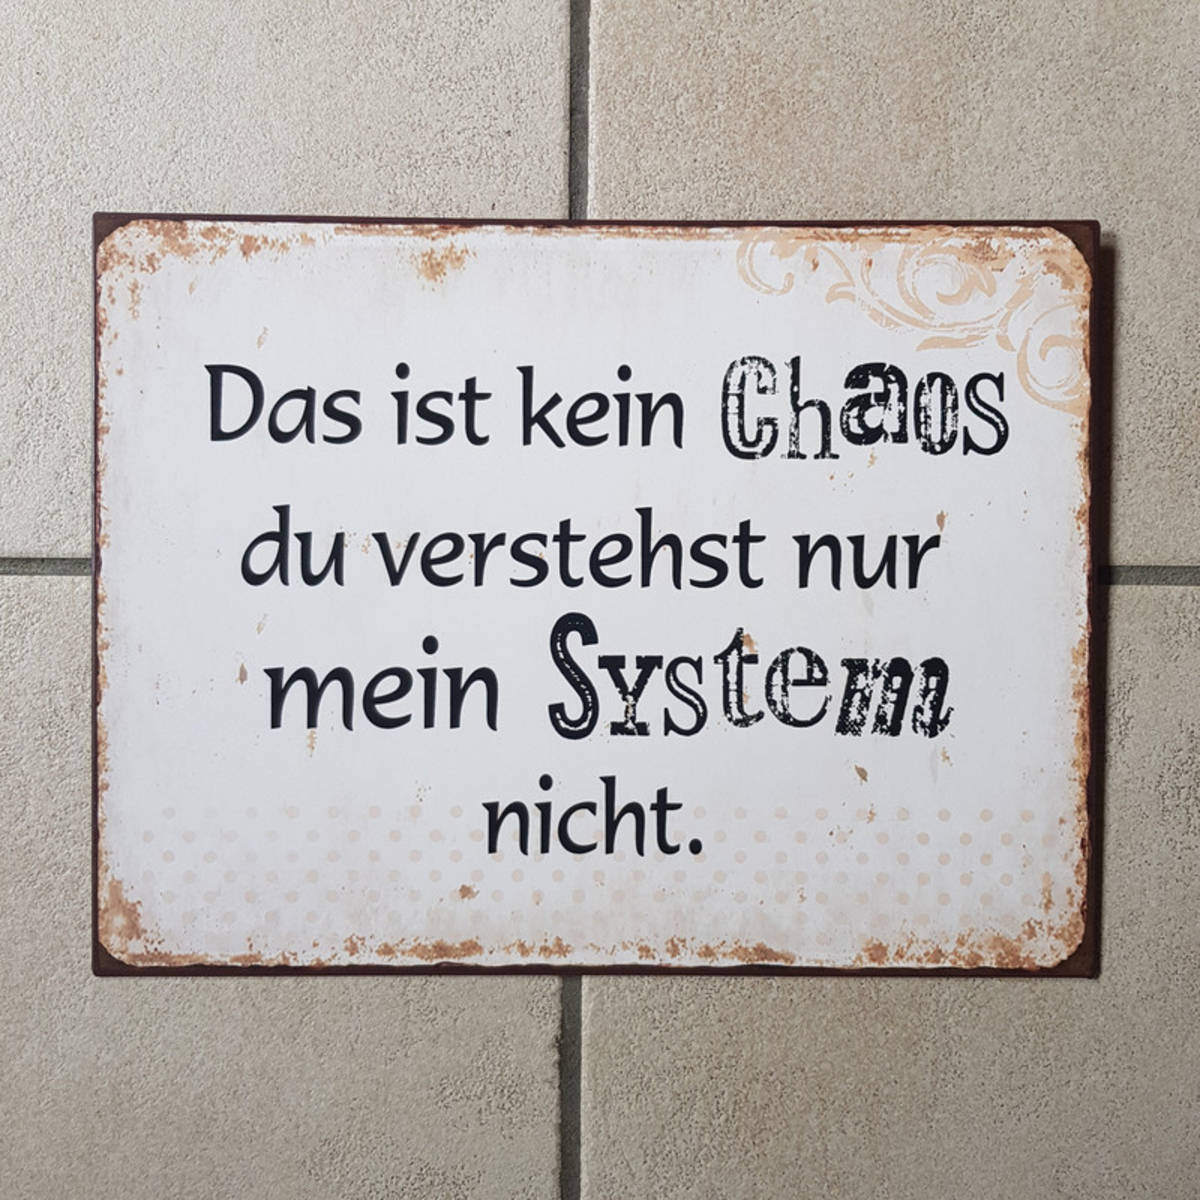 Das ist kein Chaos
du verstehst nur
mein System
nicht.